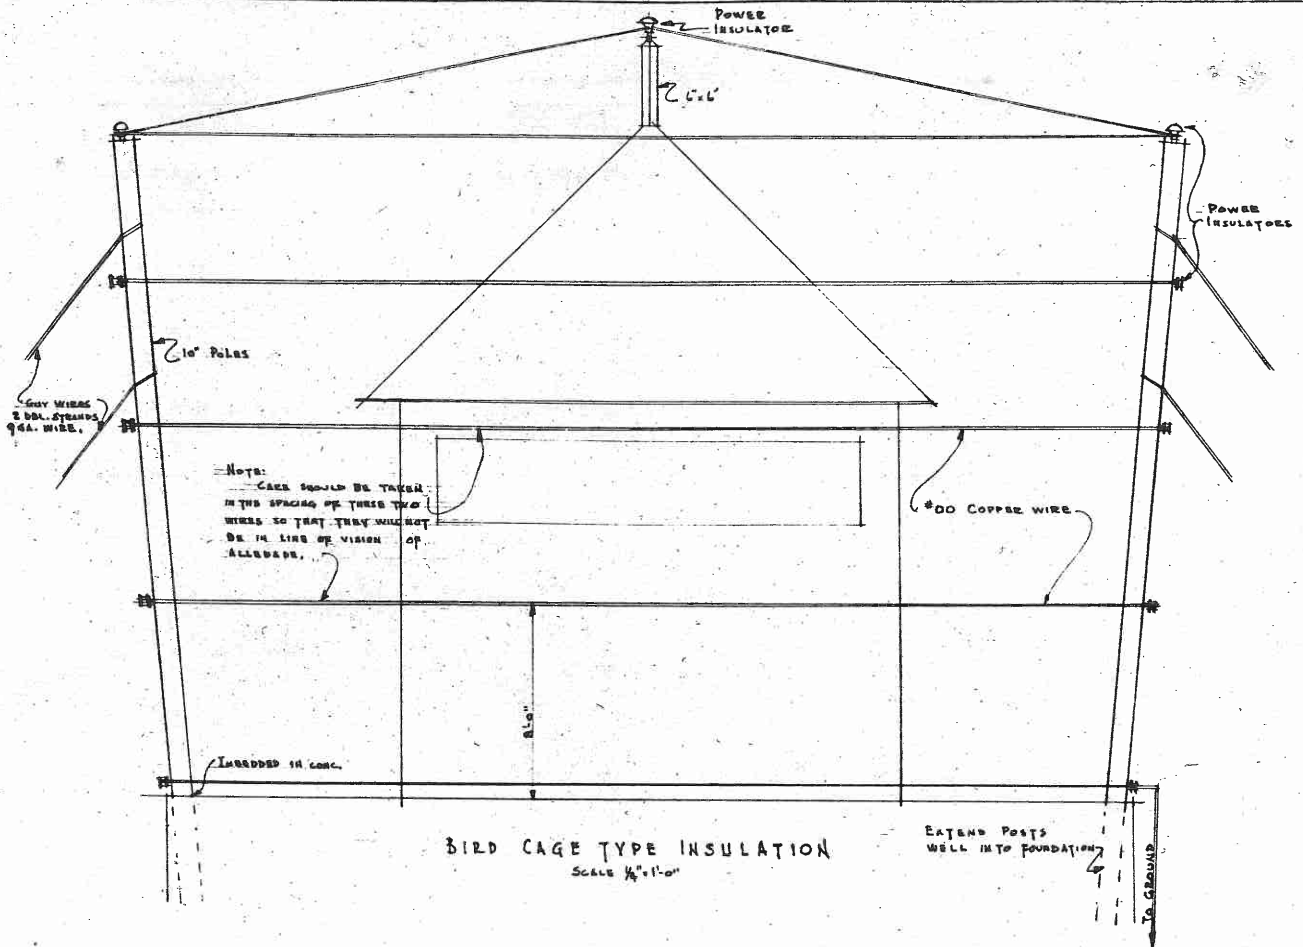 POWER
INSULATOR
6"x6"
POWER
INSULATORS
10" POLES
GUY WIRES
2 DBL. STRANDS
9 GA. WIRE.
NOTE:
CARE SHOULD BE TAKEN
IN THE SPACING OF THESE TWO
WIRES SO THAT THEY WILL NOT
BE IN LINE OF VISION OF
ALLEDADE.
#00 COPPER WIRE
IMBEDDED IN CONC.
BIRD CAGE TYPE INSULATION
EXTEND POSTS
WELL INTO FOUNDATION
TO GROUND